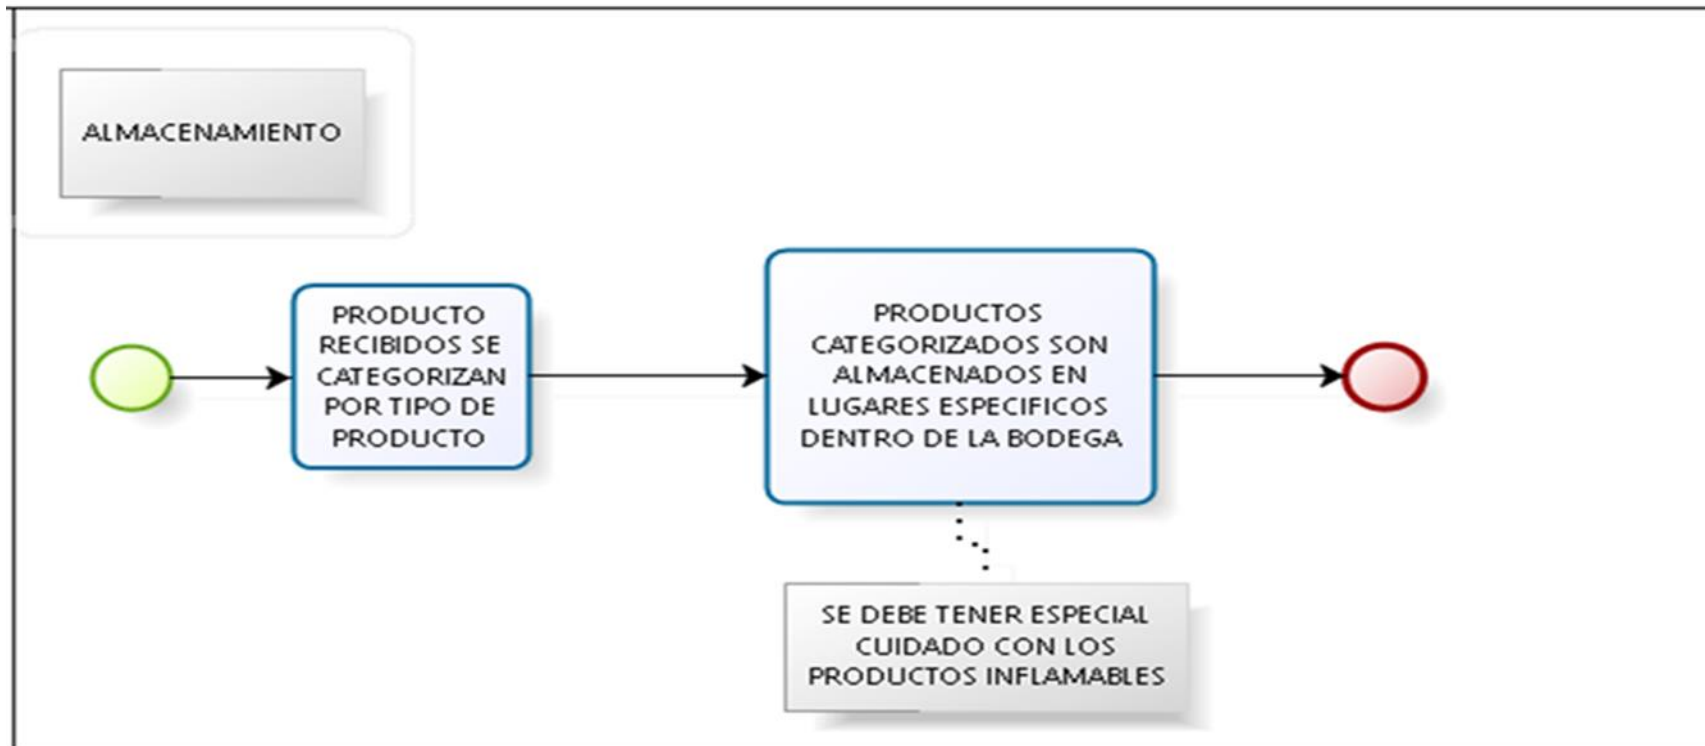 ALMACENAMIENTO
PRODUCTO
RECIBIDOS SE
CATEGORIZAN
POR TIPO DE
PRODUCTO
PRODUCTOS
CATEGORIZADOS SON
ALMACENADOS EN
LUGARES ESPECIFICOS
DENTRO DE LA BODEGA
SE DEBE TENER ESPECIAL
CUIDADO CON LOS
PRODUCTOS INFLAMABLES